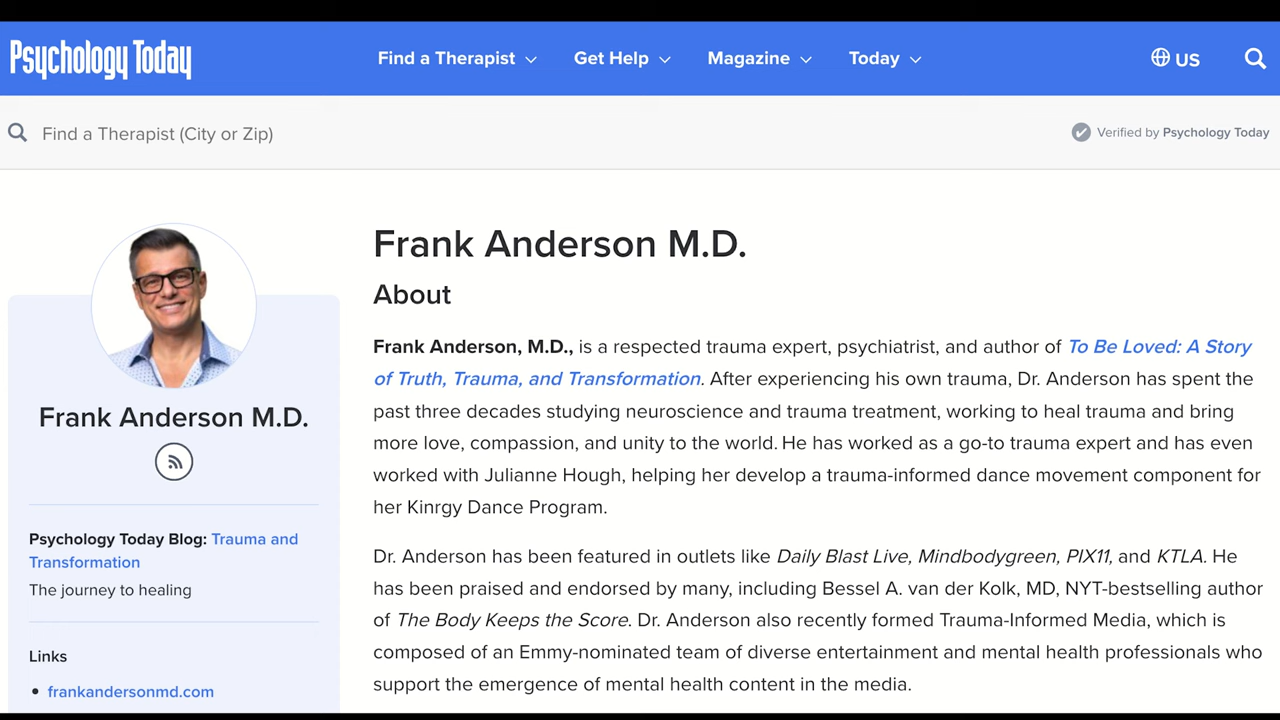 Psychology Today
Find a Therapist
Get Help
Magazine
Today
US
Find a Therapist (City or Zip)
Verified by Psychology Today
Frank Anderson M.D.
Psychology Today Blog: Trauma and
Transformation
The journey to healing
Links
• frankandersonmd.com
Frank Anderson M.D.
About
Frank Anderson, M.D., is a respected trauma expert, psychiatrist, and author of To Be Loved: A Story
of Truth, Trauma, and Transformation. After experiencing his own trauma, Dr. Anderson has spent the
past three decades studying neuroscience and trauma treatment, working to heal trauma and bring
more love, compassion, and unity to the world. He has worked as a go-to trauma expert and has even
worked with Julianne Hough, helping her develop a trauma-informed dance movement component for
her Kinrgy Dance Program.
Dr. Anderson has been featured in outlets like Daily Blast Live, Mindbodygreen, PIX11, and KTLA. He
has been praised and endorsed by many, including Bessel A. van der Kolk, MD, NYT-bestselling author
of The Body Keeps the Score. Dr. Anderson also recently formed Trauma-Informed Media, which is
composed of an Emmy-nominated team of diverse entertainment and mental health professionals who
support the emergence of mental health content in the media.